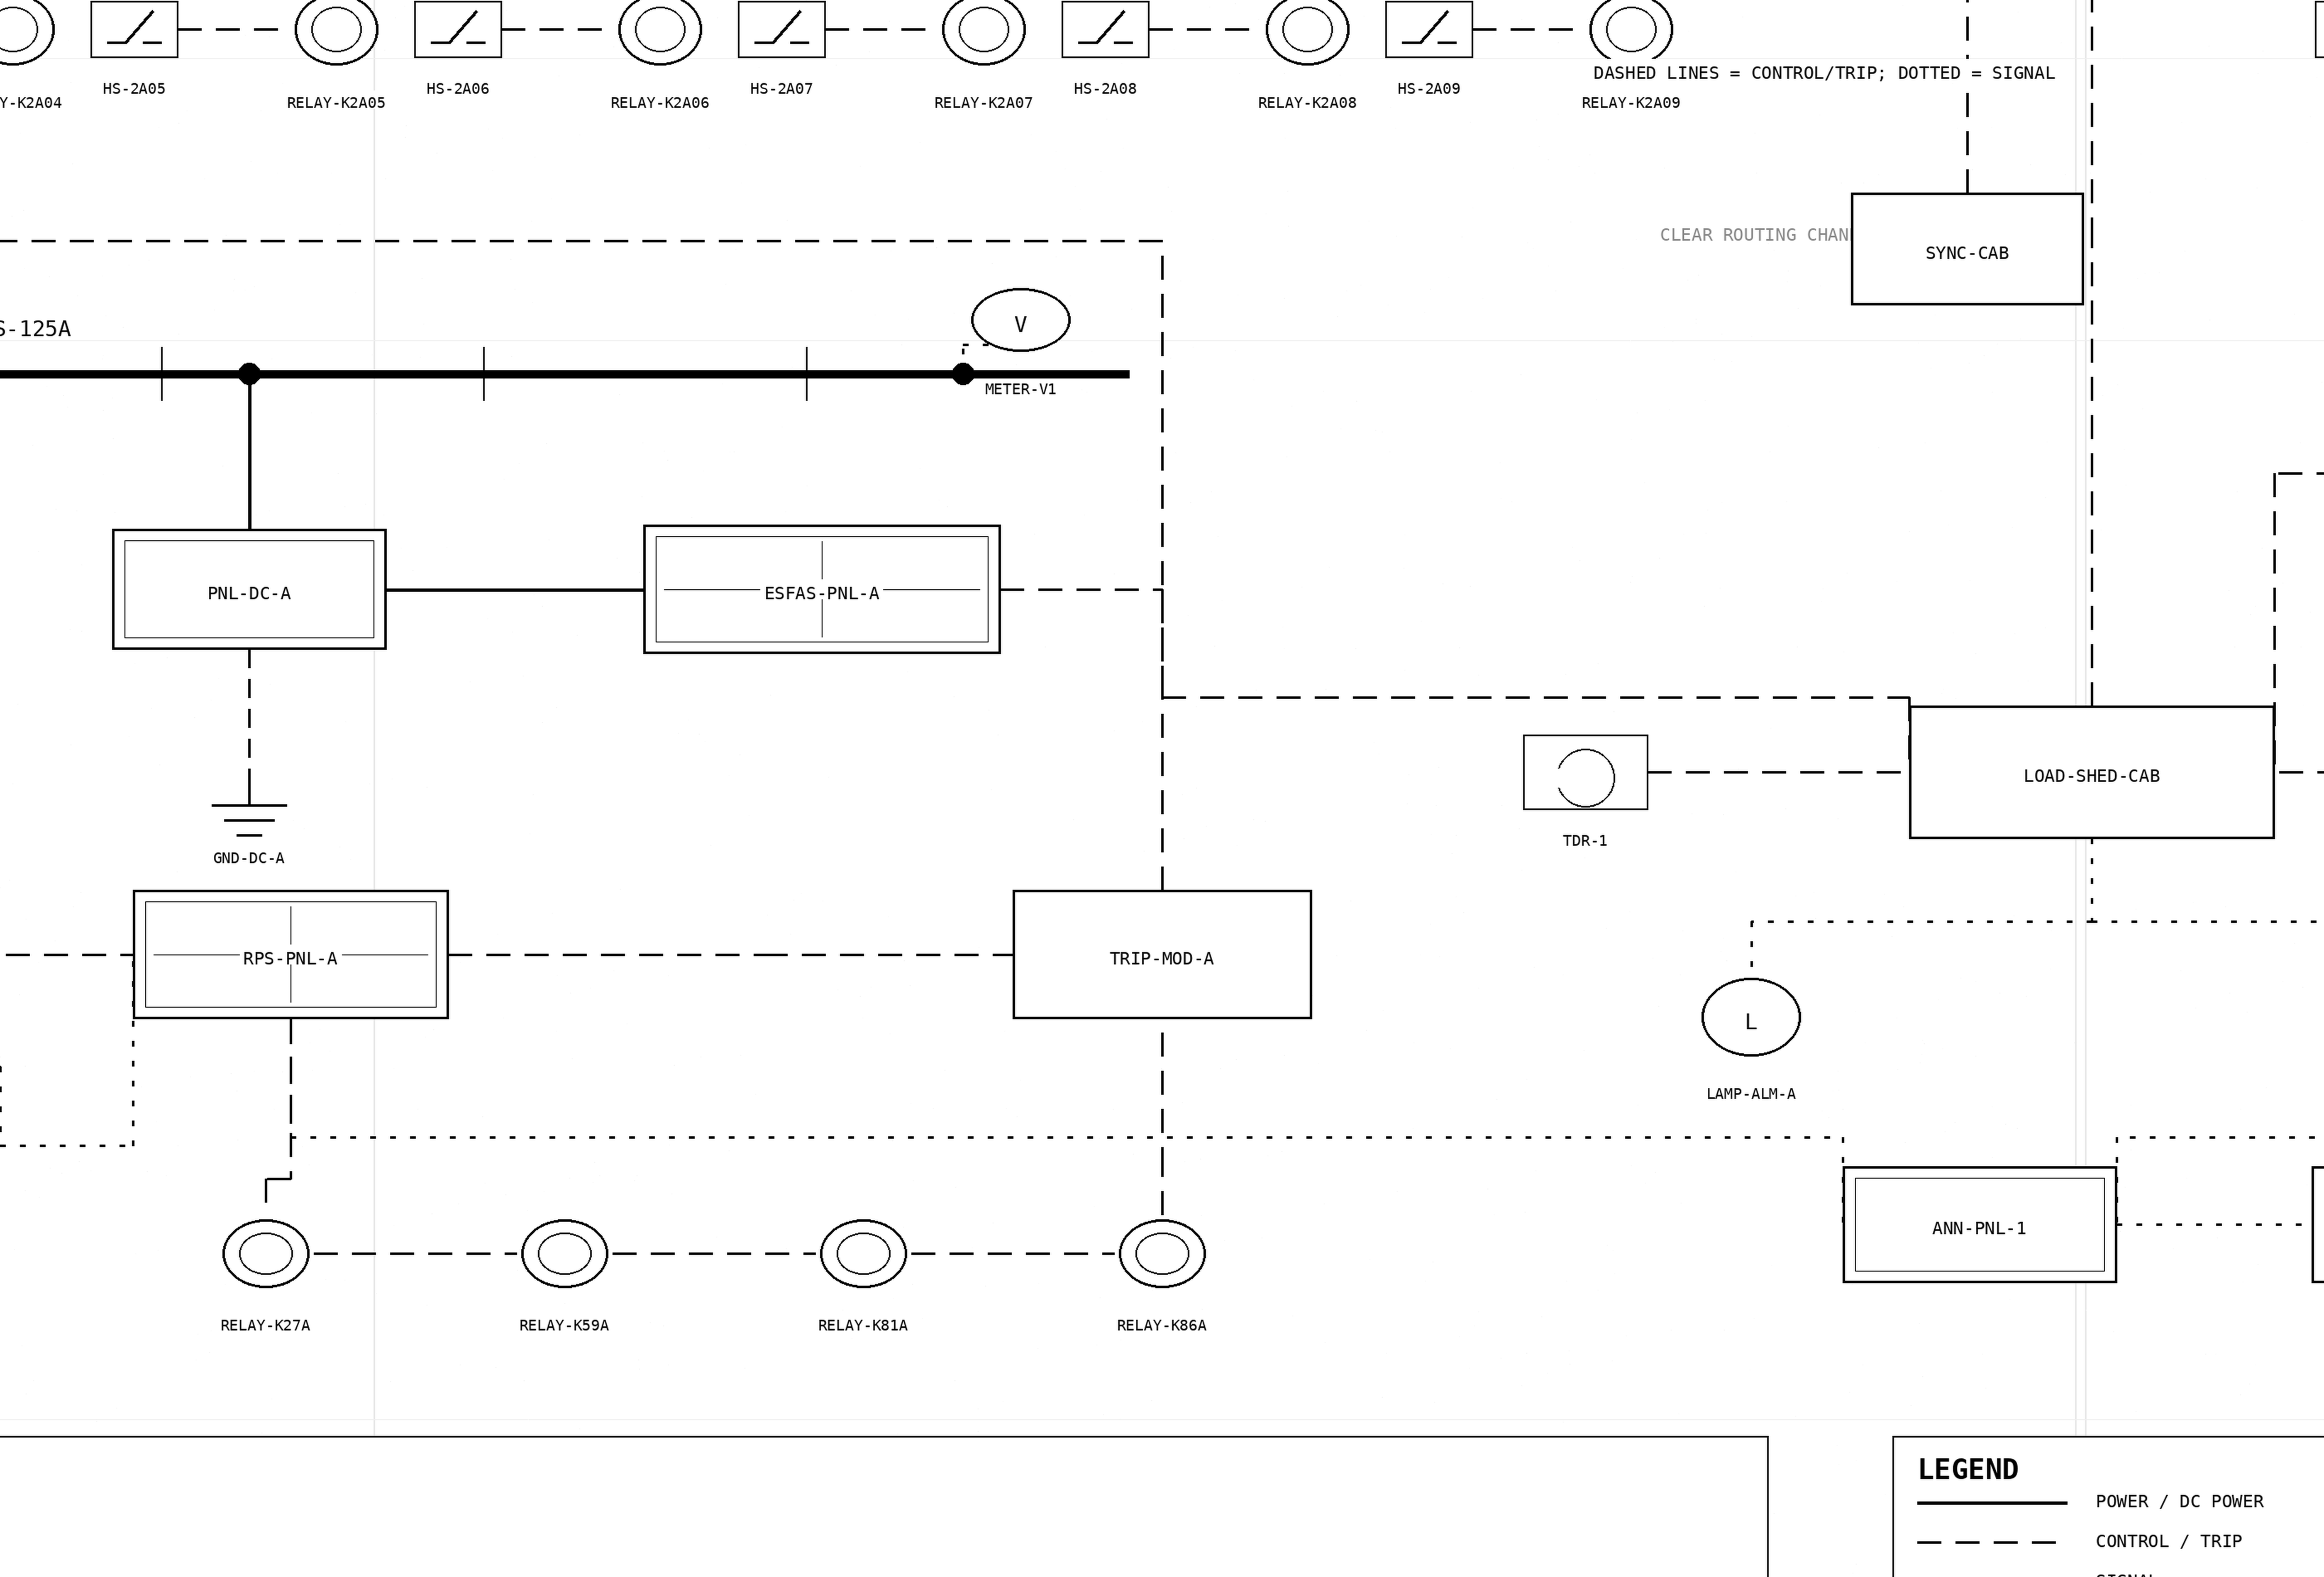 HS-2A05
HS-2A06
HS-2A07
HS-2A08
HS-2A09
DASHED LINES = CONTROL/TRIP; DOTTED = SIGNAL
Y-K2A04
RELAY-K2A05
RELAY-K2A06
RELAY-K2A07
RELAY-K2A08
RELAY-K2A09
CLEAR ROUTING CHAN
SYNC-CAB
S-125A
V
METER-V1
PNL-DC-A
ESFAS-PNL-A
LOAD-SHED-CAB
TDR-1
GND-DC-A
RPS-PNL-A
TRIP-MOD-A
L
LAMP-ALM-A
ANN-PNL-1
RELAY-K27A
RELAY-K59A
RELAY-K81A
RELAY-K86A
LEGEND
POWER / DC POWER
CONTROL / TRIP